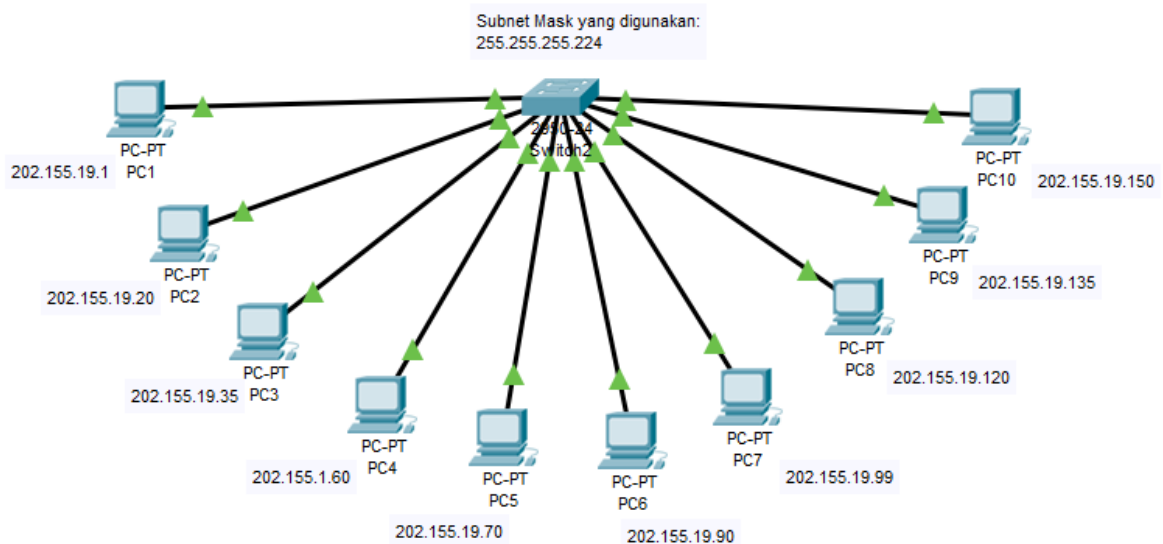 Subnet Mask yang digunakan:
255.255.255.224
2950-24
Switch2
PC-PT
PC1
202.155.19.1
PC-PT
PC2
202.155.19.20
PC-PT
PC3
202.155.19.35
PC-PT
PC4
202.155.1.60
PC-PT
PC5
202.155.19.70
PC-PT
PC6
202.155.19.90
PC-PT
PC7
202.155.19.99
PC-PT
PC8
202.155.19.120
PC-PT
PC9
202.155.19.135
PC-PT
PC10
202.155.19.150